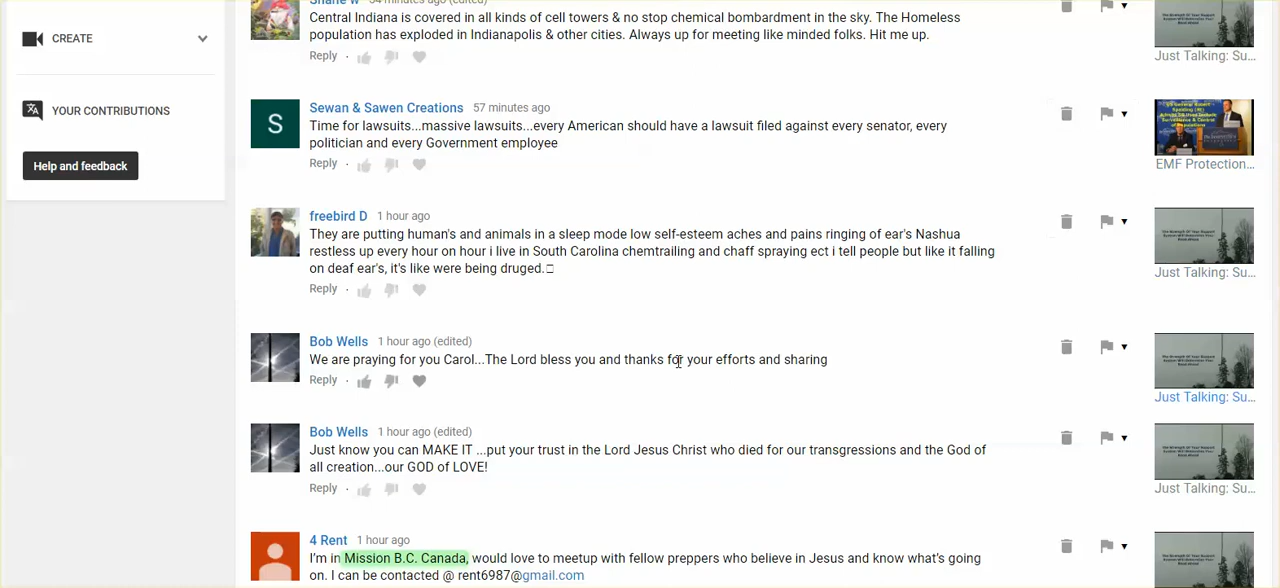 Shane W 54 minutes ago (edited)
CREATE
Central Indiana is covered in all kinds of cell towers & no stop chemical bombardment in the sky. The Homeless
population has exploded in Indianapolis & other cities. Always up for meeting like minded folks. Hit me up.
Reply ·
Just Talking: Su...
YOUR CONTRIBUTIONS
Help and feedback
Sewan & Sawen Creations 57 minutes ago
Time for lawsuits...massive lawsuits...every American should have a lawsuit filed against every senator, every
politician and every Government employee
Reply ·
EMF Protection...
freebird D 1 hour ago
They are putting human's and animals in a sleep mode low self-esteem aches and pains ringing of ear's Nashua
restless up every hour on hour i live in South Carolina chemtrailing and chaff spraying ect i tell people but like it falling
on deaf ear's, it's like were being druged.
Reply ·
Just Talking: Su...
Bob Wells 1 hour ago (edited)
We are praying for you Carol...The Lord bless you and thanks for your efforts and sharing
Reply ·
Just Talking: Su...
Bob Wells 1 hour ago (edited)
Just know you can MAKE IT ...put your trust in the Lord Jesus Christ who died for our transgressions and the God of
all creation...our GOD of LOVE!
Reply ·
Just Talking: Su...
4 Rent 1 hour ago
I'm in Mission B.C. Canada, would love to meetup with fellow preppers who believe in Jesus and know what's going
on. I can be contacted @ rent6987@gmail.com